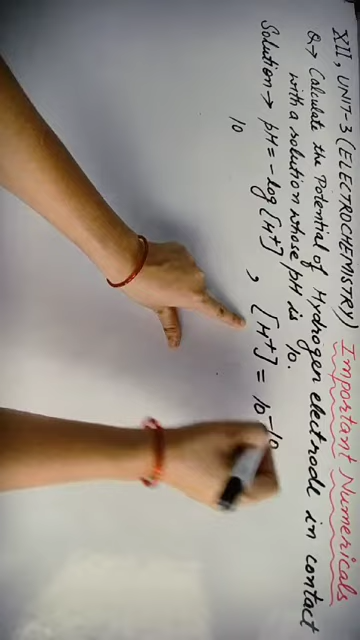 XII, UNIT-3 (ELECTROCHEMISTRY) Important Numericals
Q → Calculate the Potential of Hydrogen electrode in contact
with a solution whose pH is 10.
Solution → pH = -log [H+] , [H+] = 10-10
10